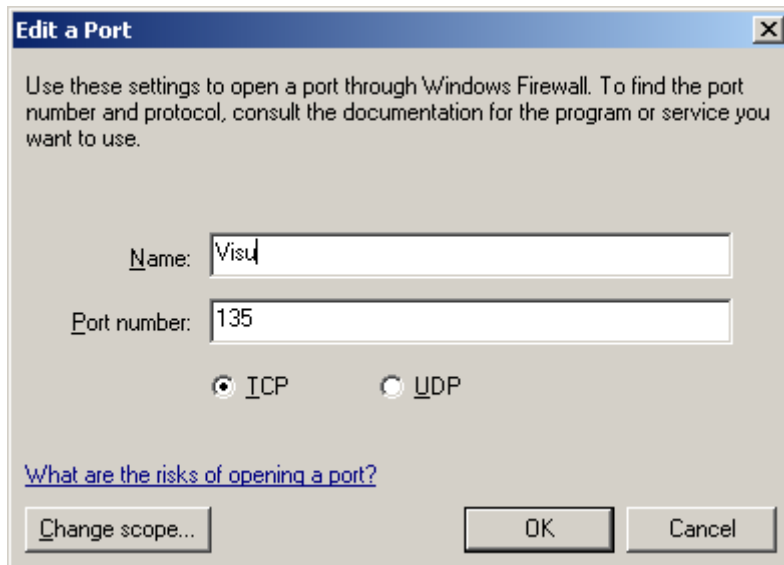 Edit a Port
Use these settings to open a port through Windows Firewall. To find the port
number and protocol, consult the documentation for the program or service you
want to use.
Name: Visu
Port number: 135
TCP UDP
What are the risks of opening a port?
Change scope... OK Cancel